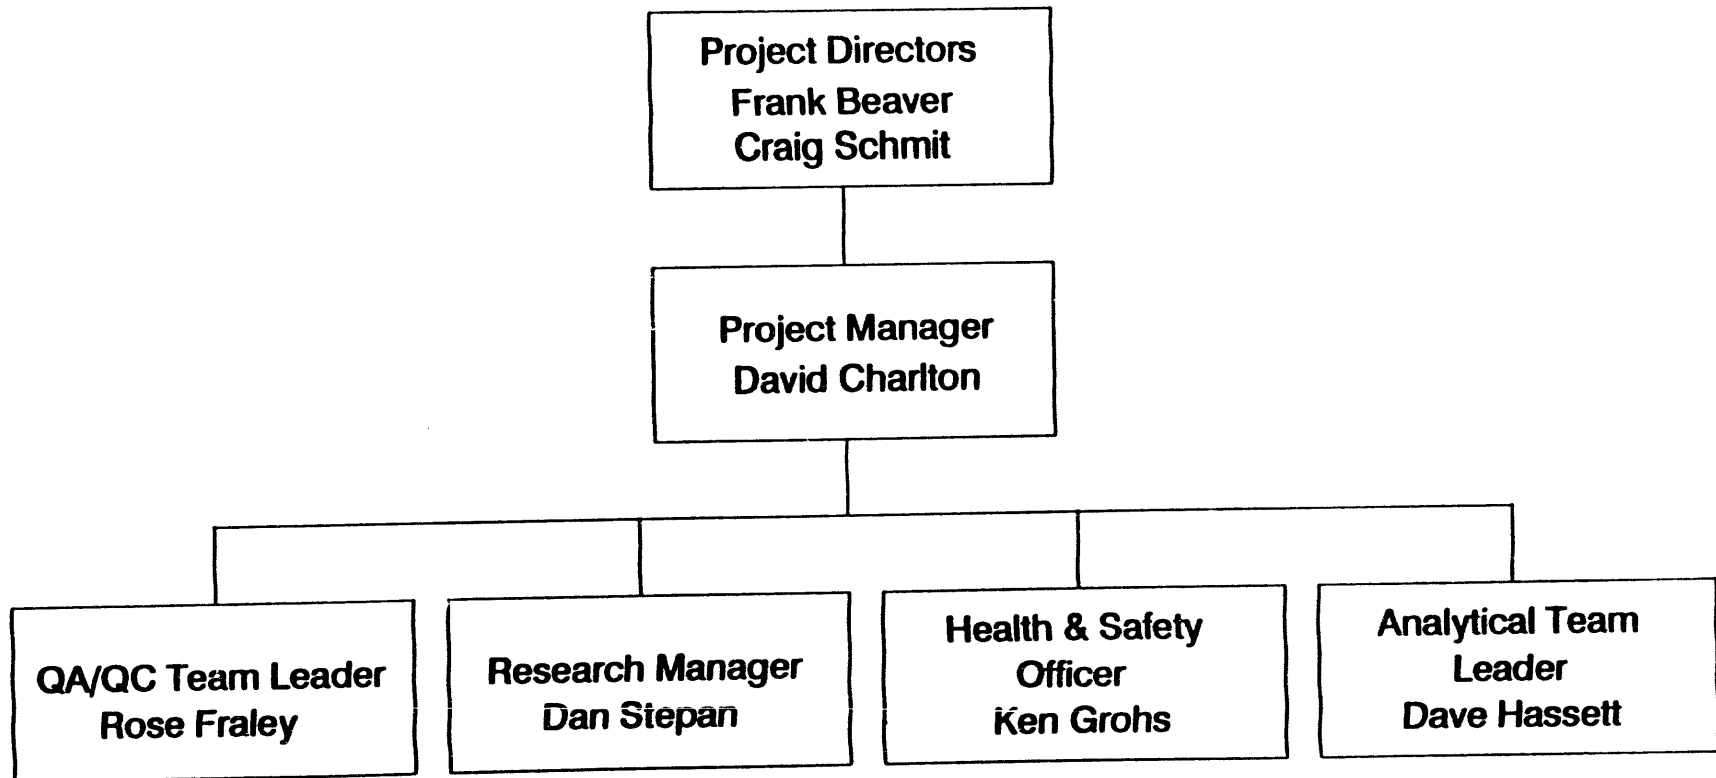 Project Directors
Frank Beaver
Craig Schmit
Project Manager
David Charlton
QA/QC Team Leader
Rose Fraley
Research Manager
Dan Stepan
Health & Safety
Officer
Ken Grohs
Analytical Team
Leader
Dave Hassett